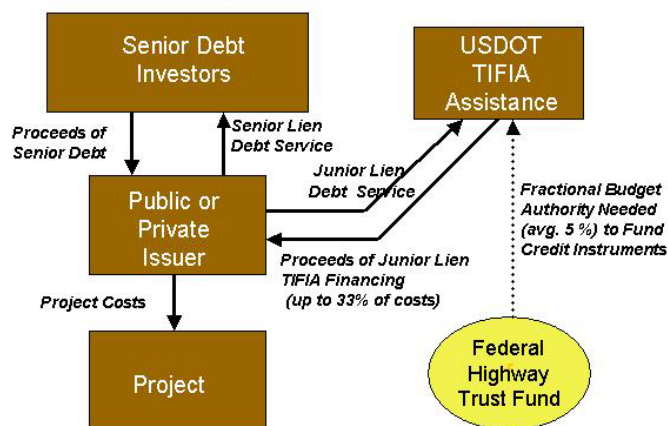 Senior Debt
Investors
USDOT
TIFIA
Assistance
Proceeds of
Senior Debt
Senior Lien
Debt Service
Junior Lien
Debt Service
Fractional Budget
Authority Needed
(avg. 5 %) to Fund
Credit Instruments
Public or
Private
Issuer
Proceeds of Junior Lien
TIFIA Financing
(up to 33% of costs)
Project Costs
Project
Federal
Highway
Trust Fund